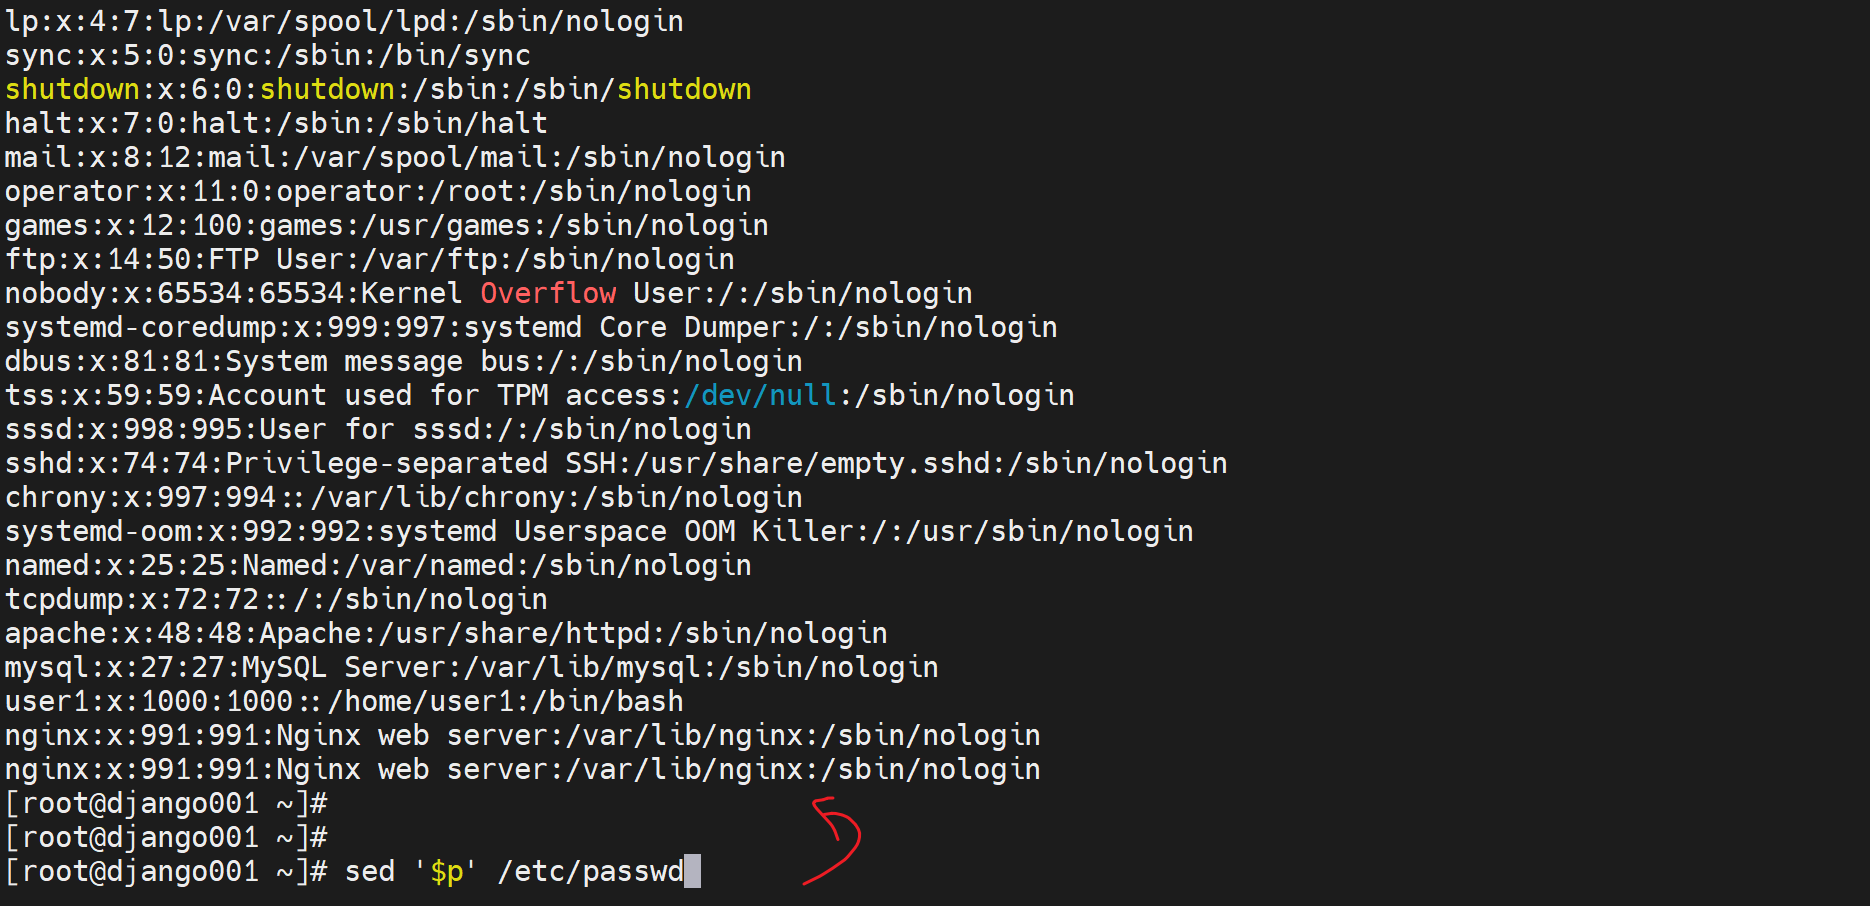 lp:x:4:7:lp:/var/spool/lpd:/sbin/nologin
sync:x:5:0:sync:/sbin:/bin/sync
shutdown:x:6:0:shutdown:/sbin:/sbin/shutdown
halt:x:7:0:halt:/sbin:/sbin/halt
mail:x:8:12:mail:/var/spool/mail:/sbin/nologin
operator:x:11:0:operator:/root:/sbin/nologin
games:x:12:100:games:/usr/games:/sbin/nologin
ftp:x:14:50:FTP User:/var/ftp:/sbin/nologin
nobody:x:65534:65534:Kernel Overflow User:/:/sbin/nologin
systemd-coredump:x:999:997:systemd Core Dumper:/:/sbin/nologin
dbus:x:81:81:System message bus:/:/sbin/nologin
tss:x:59:59:Account used for TPM access:/dev/null:/sbin/nologin
sssd:x:998:995:User for sssd:/:/sbin/nologin
sshd:x:74:74:Privilege-separated SSH:/usr/share/empty.sshd:/sbin/nologin
chrony:x:997:994::/var/lib/chrony:/sbin/nologin
systemd-oom:x:992:992:systemd Userspace OOM Killer:/:/usr/sbin/nologin
named:x:25:25:Named:/var/named:/sbin/nologin
tcpdump:x:72:72::/:/sbin/nologin
apache:x:48:48:Apache:/usr/share/httpd:/sbin/nologin
mysql:x:27:27:MySQL Server:/var/lib/mysql:/sbin/nologin
user1:x:1000:1000::/home/user1:/bin/bash
nginx:x:991:991:Nginx web server:/var/lib/nginx:/sbin/nologin
nginx:x:991:991:Nginx web server:/var/lib/nginx:/sbin/nologin
[root@django001 ~]#
[root@django001 ~]#
[root@django001 ~]# sed '$p' /etc/passwd